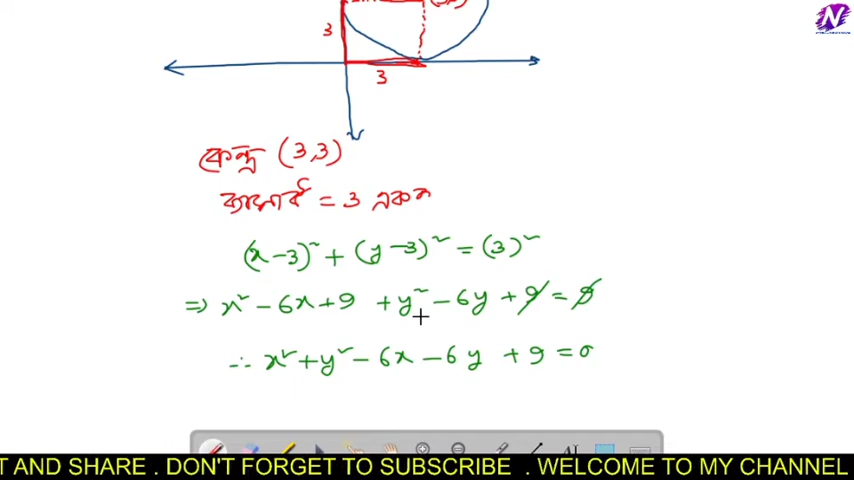 3
3
কেন্দ্র (3,3)
ব্যাসার্ধ = 3 একক
(x-3)² + (y-3)² = (3)²
⇒ x² - 6x + 9 + y² - 6y + 9 = 9
∴ x² + y² - 6x - 6y + 9 = 0
T AND SHARE . DON'T FORGET TO SUBSCRIBE . WELCOME TO MY CHANNEL